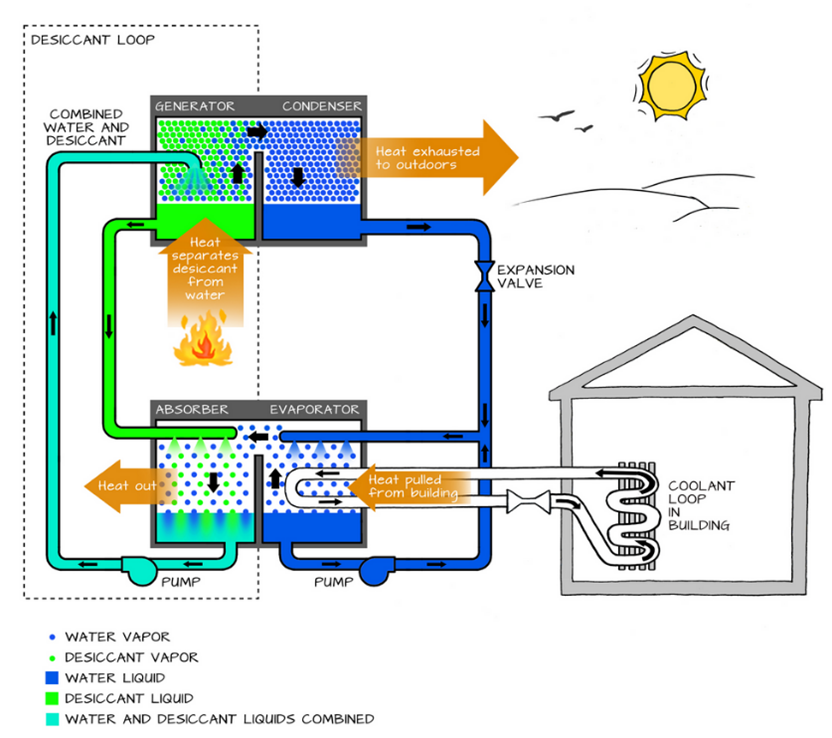 DESICCANT LOOP
COMBINED
WATER AND
DESICCANT
GENERATOR
CONDENSER
Heat exhausted
to outdoors
Heat
separates
desiccant
from
water
EXPANSION
VALVE
ABSORBER
EVAPORATOR
Heat out
Heat pulled
from building
COOLANT
LOOP
IN
BUILDING
PUMP
PUMP
WATER VAPOR
DESICCANT VAPOR
WATER LIQUID
DESICCANT LIQUID
WATER AND DESICCANT LIQUIDS COMBINED